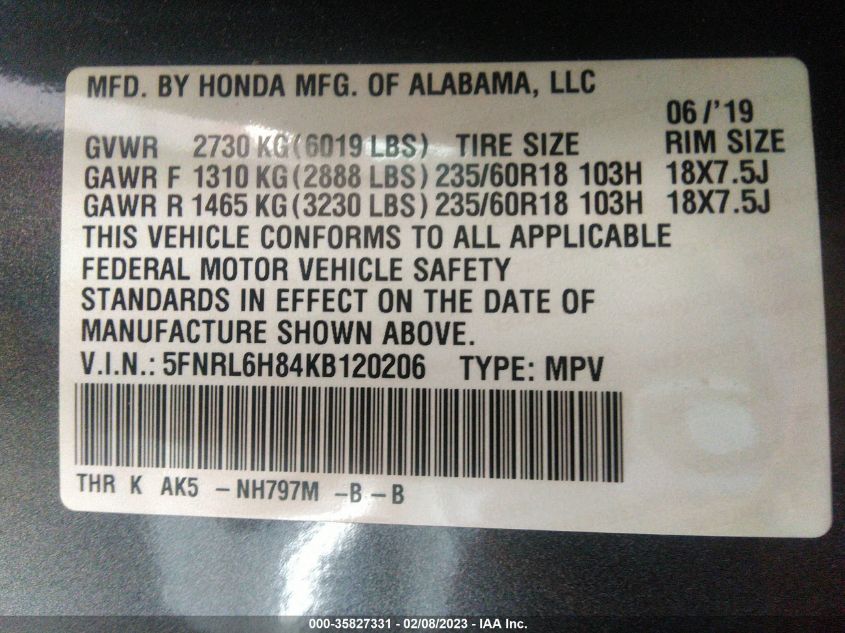 MFD. BY HONDA MFG. OF ALABAMA, LLC
06/'19
GVWR 2730 KG (6019 LBS) TIRE SIZE RIM SIZE
GAWR F 1310 KG (2888 LBS) 235/60R18 103H 18X7.5J
GAWR R 1465 KG (3230 LBS) 235/60R18 103H 18X7.5J
THIS VEHICLE CONFORMS TO ALL APPLICABLE
FEDERAL MOTOR VEHICLE SAFETY
STANDARDS IN EFFECT ON THE DATE OF
MANUFACTURE SHOWN ABOVE.
V.I.N.: 5FNRL6H84KB120206 TYPE: MPV
THR K AK5 -NH797M -B -B
000-35827331 - 02/08/2023 - IAA Inc.